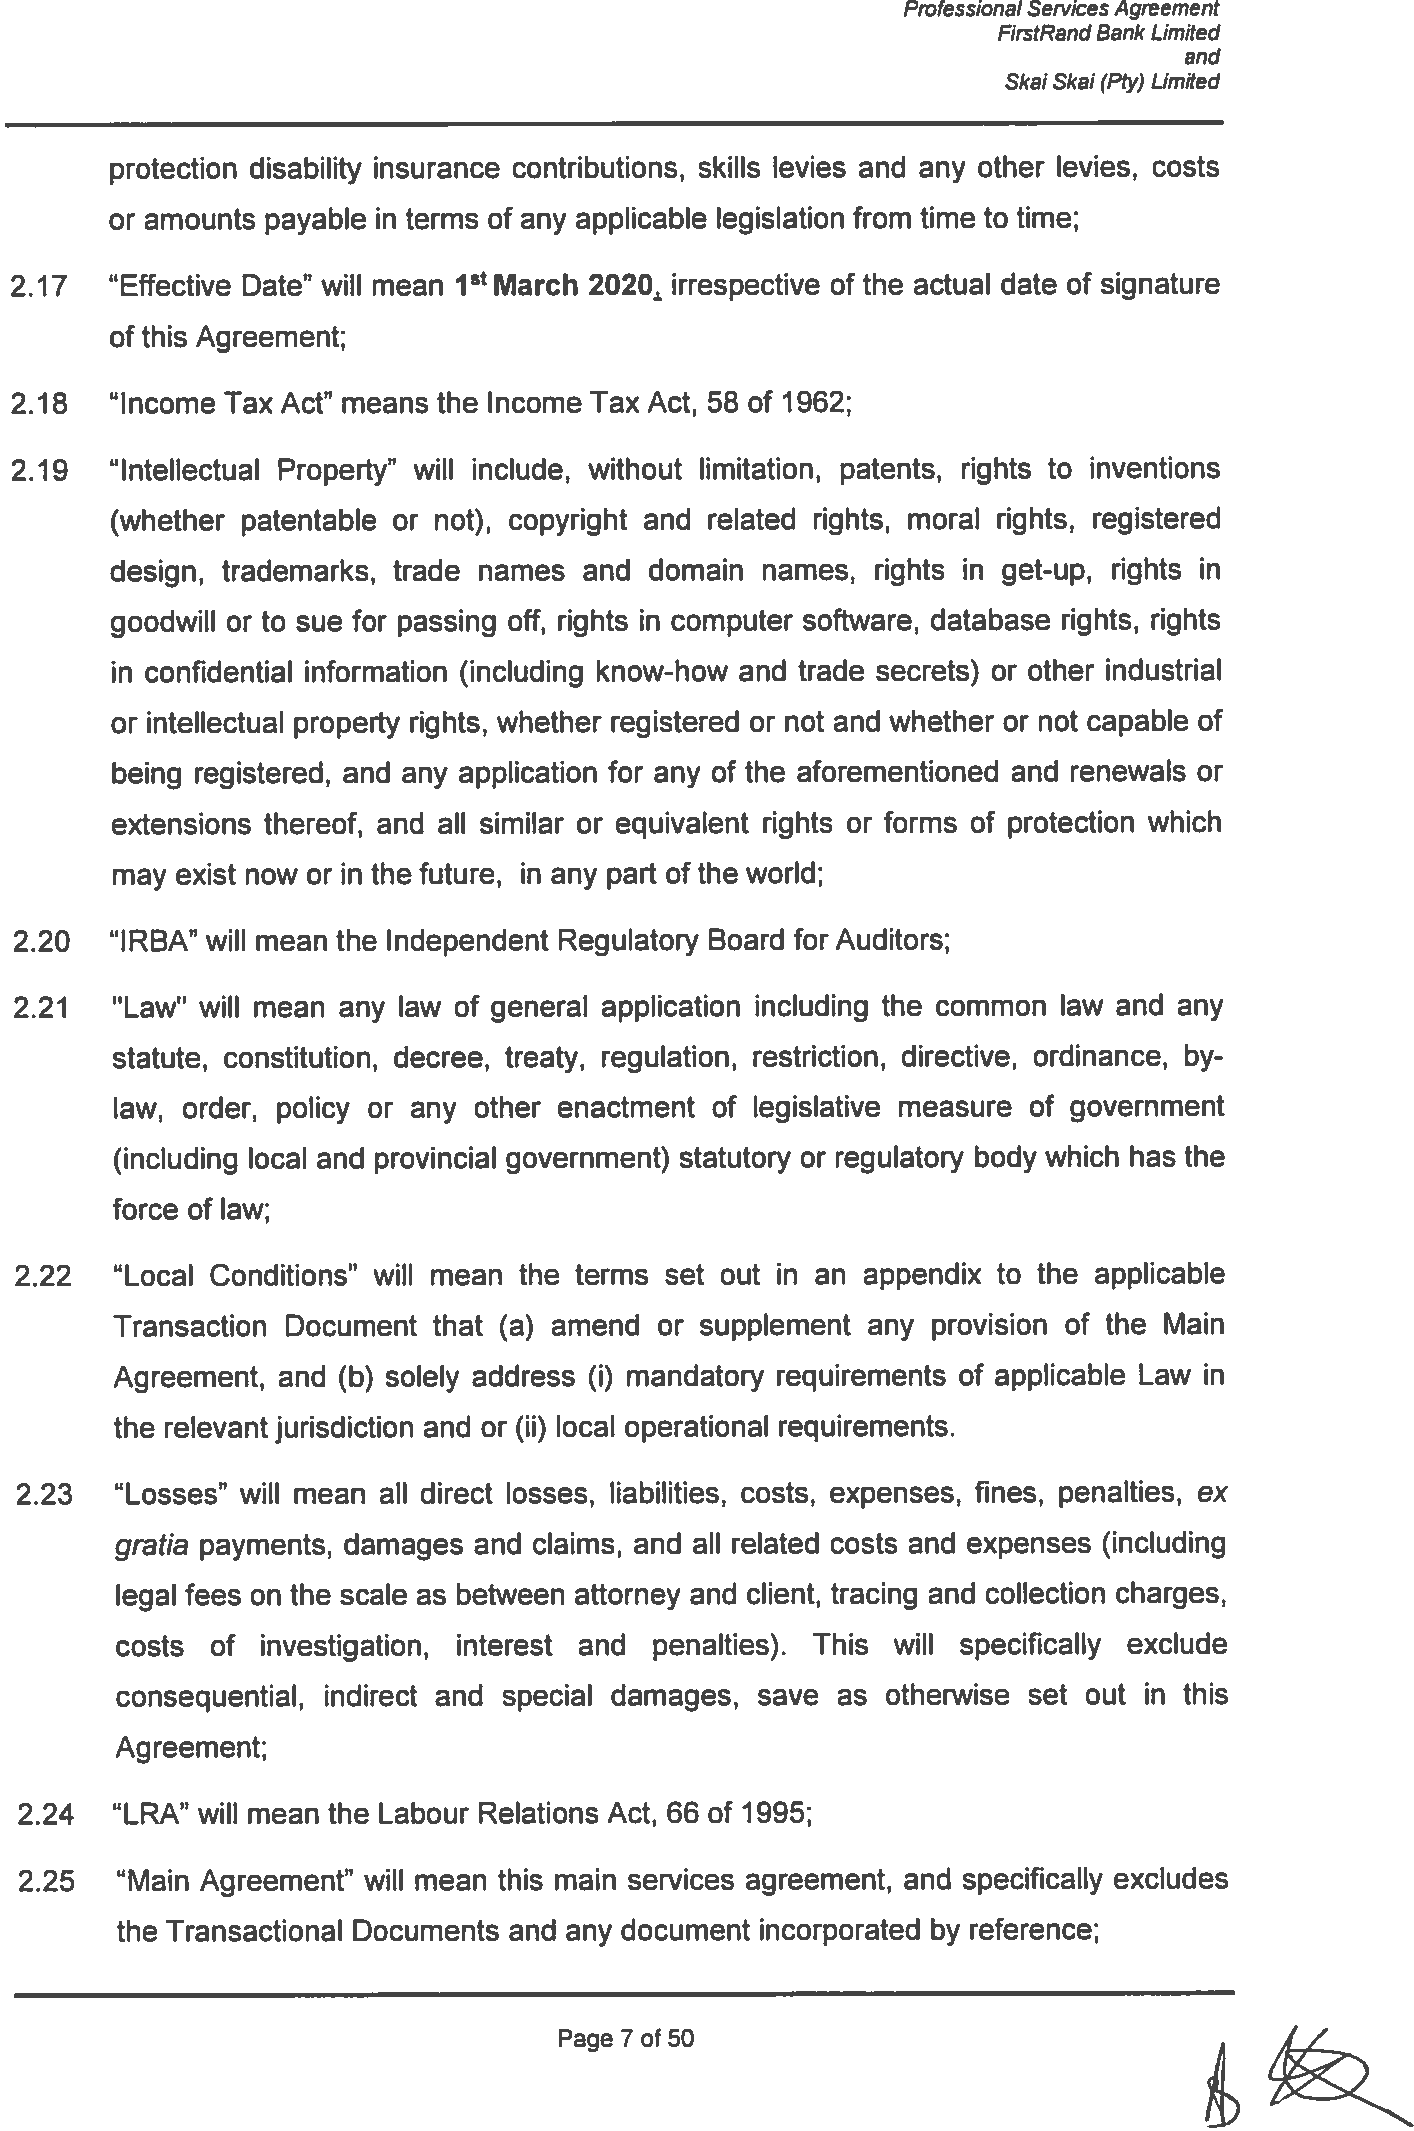 Professional Services Agreement
FirstRand Bank Limited
and
Skai Skai (Pty) Limited
protection disability insurance contributions, skills levies and any other levies, costs
or amounts payable in terms of any applicable legislation from time to time;
2.17 “Effective Date” will mean 1st March 2020, irrespective of the actual date of signature
of this Agreement;
2.18 “Income Tax Act” means the Income Tax Act, 58 of 1962;
2.19 “Intellectual Property” will include, without limitation, patents, rights to inventions
(whether patentable or not), copyright and related rights, moral rights, registered
design, trademarks, trade names and domain names, rights in get-up, rights in
goodwill or to sue for passing off, rights in computer software, database rights, rights
in confidential information (including know-how and trade secrets) or other industrial
or intellectual property rights, whether registered or not and whether or not capable of
being registered, and any application for any of the aforementioned and renewals or
extensions thereof, and all similar or equivalent rights or forms of protection which
may exist now or in the future, in any part of the world;
2.20 “IRBA” will mean the Independent Regulatory Board for Auditors;
2.21 "Law" will mean any law of general application including the common law and any
statute, constitution, decree, treaty, regulation, restriction, directive, ordinance, by-
law, order, policy or any other enactment of legislative measure of government
(including local and provincial government) statutory or regulatory body which has the
force of law;
2.22 “Local Conditions” will mean the terms set out in an appendix to the applicable
Transaction Document that (a) amend or supplement any provision of the Main
Agreement, and (b) solely address (i) mandatory requirements of applicable Law in
the relevant jurisdiction and or (ii) local operational requirements.
2.23 “Losses” will mean all direct losses, liabilities, costs, expenses, fines, penalties, ex
gratia payments, damages and claims, and all related costs and expenses (including
legal fees on the scale as between attorney and client, tracing and collection charges,
costs of investigation, interest and penalties). This will specifically exclude
consequential, indirect and special damages, save as otherwise set out in this
Agreement;
2.24 “LRA” will mean the Labour Relations Act, 66 of 1995;
2.25 “Main Agreement” will mean this main services agreement, and specifically excludes
the Transactional Documents and any document incorporated by reference;
Page 7 of 50